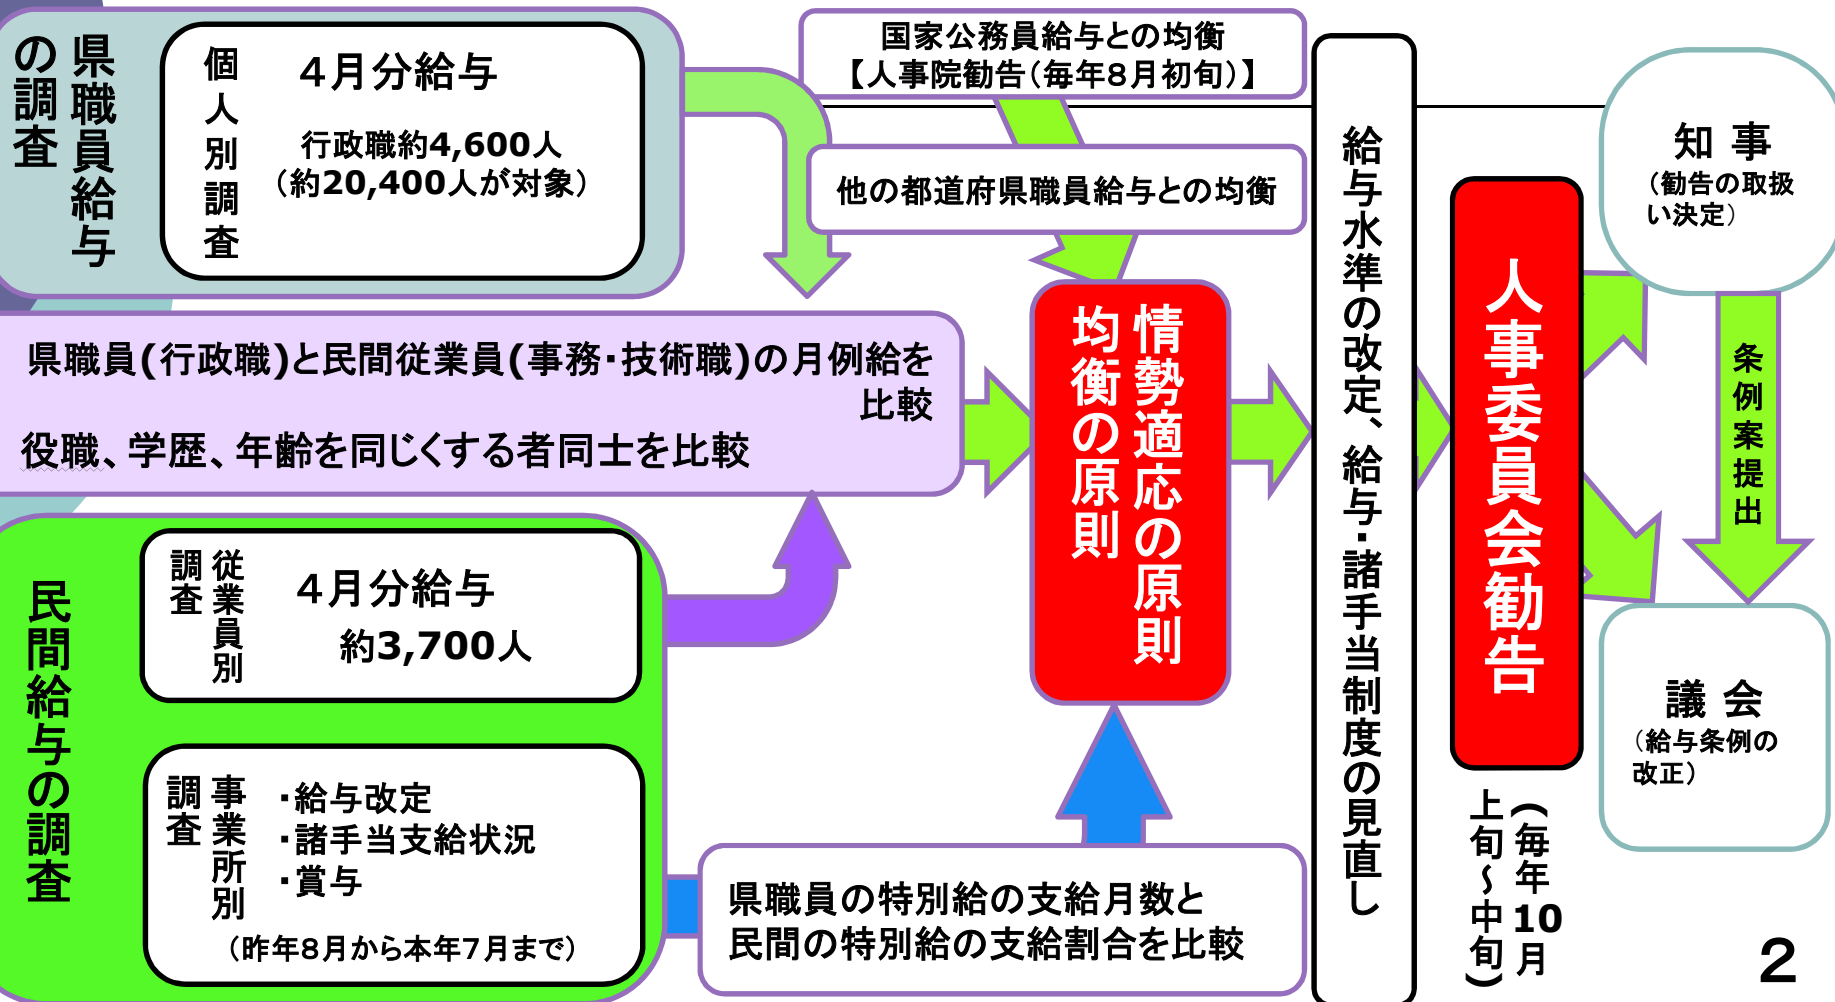 県職員給与
の調査
個人別調査
4月分給与
行政職約4,600人
（約20,400人が対象）
国家公務員給与との均衡
【人事院勧告（毎年8月初旬）】
他の都道府県職員給与との均衡
県職員(行政職)と民間従業員(事務・技術職)の月例給を
比較
役職、学歴、年齢を同じくする者同士を比較
民間給与の調査
従業員別
調査
4月分給与
約3,700人
事業所別
調査
・給与改定
・諸手当支給状況
・賞与
（昨年8月から本年7月まで）
県職員の特別給の支給月数と
民間の特別給の支給割合を比較
情勢適応の原則
均衡の原則
給与水準の改定、給与・諸手当制度の見直し
人事委員会勧告
（毎年10月
上旬～中旬）
知 事
（勧告の取扱
い決定）
条例案提出
議 会
（給与条例の
改正）
2